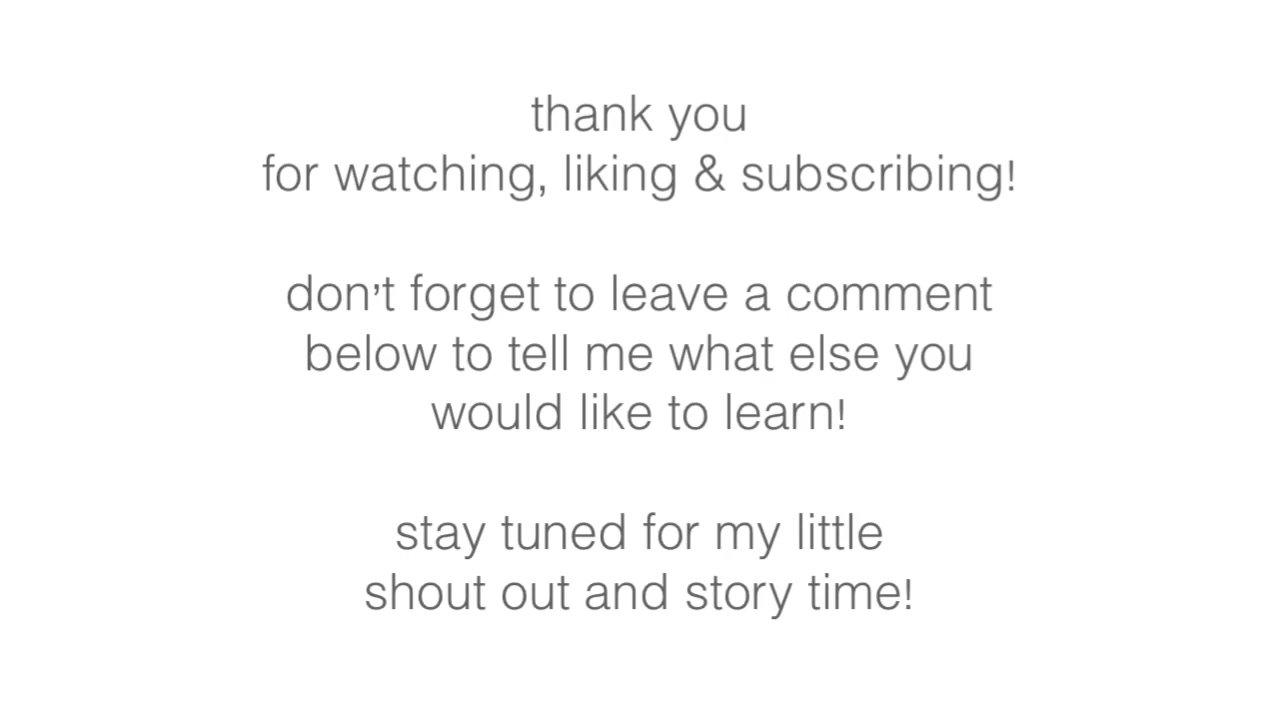 thank you
for watching, liking & subscribing!
don't forget to leave a comment
below to tell me what else you
would like to learn!
stay tuned for my little
shout out and story time!